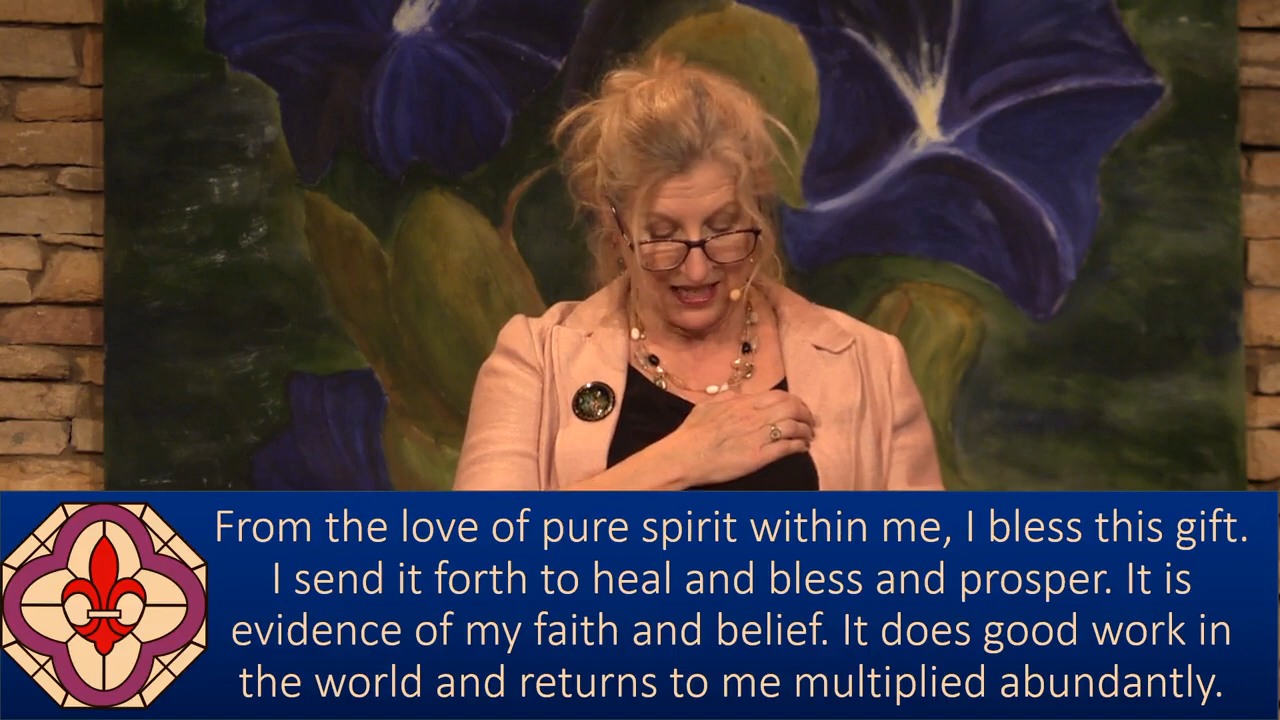 From the love of pure spirit within me, I bless this gift.
I send it forth to heal and bless and prosper. It is
evidence of my faith and belief. It does good work in
the world and returns to me multiplied abundantly.